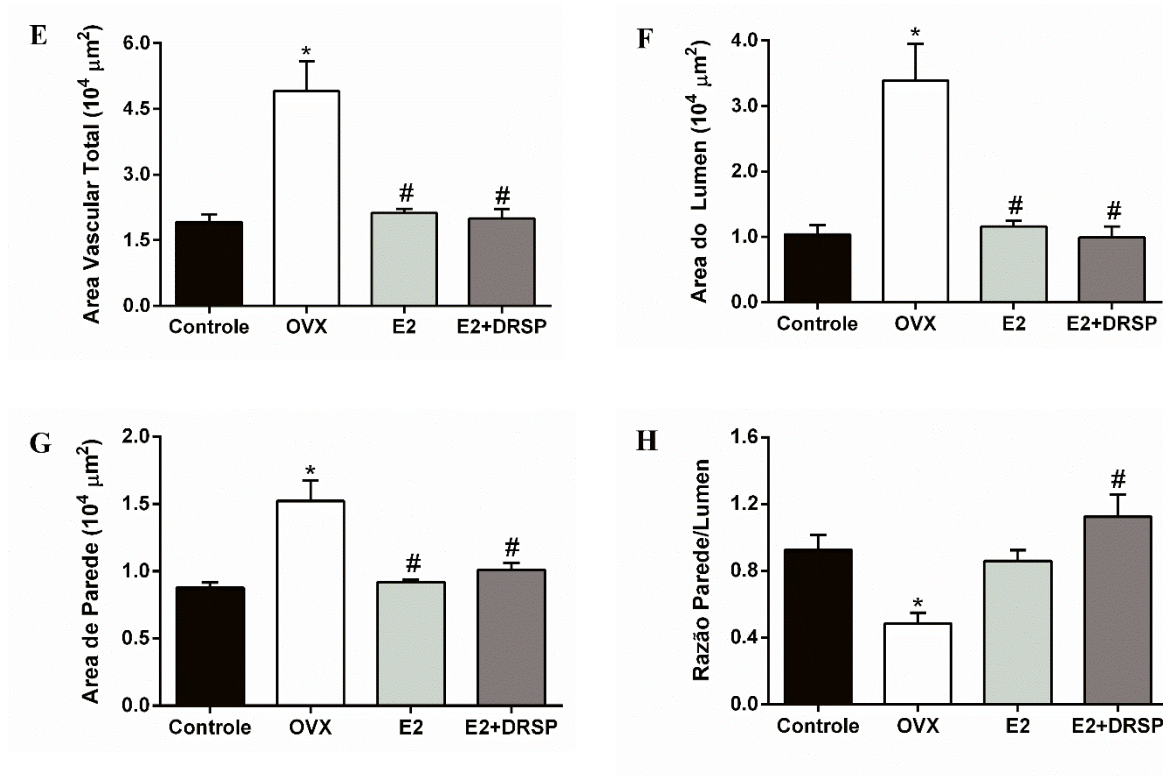 E
Area Vascular Total (10⁴ µm²)
6.0
4.5
3.0
1.5
0.0
*
#
#
Controle OVX E2 E2+DRSP
F
Area do Lumen (10⁴ µm²)
4.0
3.0
2.0
1.0
0.0
*
#
#
Controle OVX E2 E2+DRSP
G
Area de Parede (10⁴ µm²)
2.0
1.5
1.0
0.5
0.0
*
#
#
Controle OVX E2 E2+DRSP
H
Razão Parede/Lumen
1.6
1.2
0.8
0.4
0.0
*
#
Controle OVX E2 E2+DRSP